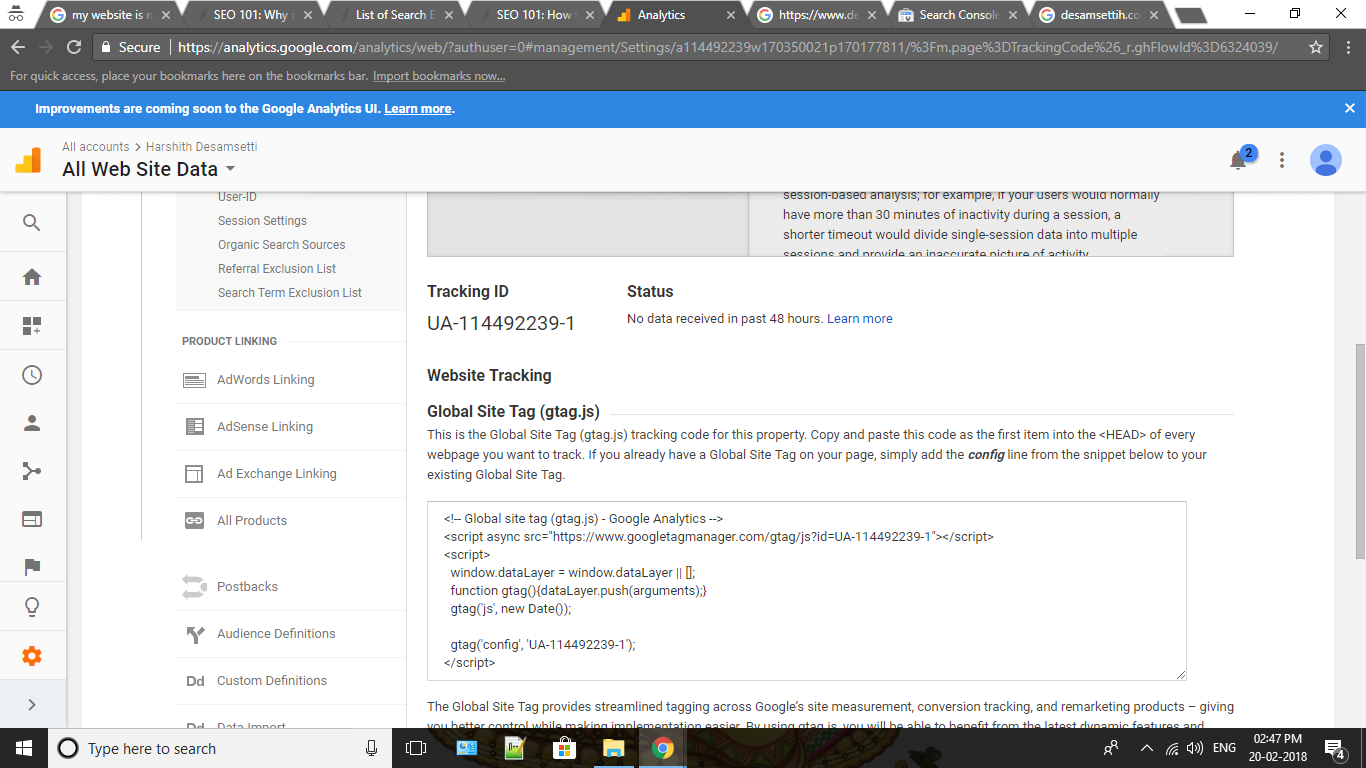 my website is n
SEO 101: Why i
List of Search E
SEO 101: How t
Analytics
https://www.de
Search Console
desamsettih.co
Secure | https://analytics.google.com/analytics/web/?authuser=0#management/Settings/a114492239w170350021p170177811/%3Fm.page%3DTrackingCode%26_r.ghFlowId%3D6324039/
For quick access, place your bookmarks here on the bookmarks bar. Import bookmarks now...
Improvements are coming soon to the Google Analytics UI. Learn more.
All accounts > Harshith Desamsetti
All Web Site Data
2
User-ID
Session Settings
Organic Search Sources
Referral Exclusion List
Search Term Exclusion List
PRODUCT LINKING
AdWords Linking
AdSense Linking
Ad Exchange Linking
All Products
Postbacks
Audience Definitions
Dd Custom Definitions
Dd Data Import
session-based analysis; for example, if your users would normally
have more than 30 minutes of inactivity during a session, a
shorter timeout would divide single-session data into multiple
sessions and provide an inaccurate picture of activity.
Tracking ID
UA-114492239-1
Status
No data received in past 48 hours. Learn more
Website Tracking
Global Site Tag (gtag.js)
This is the Global Site Tag (gtag.js) tracking code for this property. Copy and paste this code as the first item into the <HEAD> of every
webpage you want to track. If you already have a Global Site Tag on your page, simply add the config line from the snippet below to your
existing Global Site Tag.
<!-- Global site tag (gtag.js) - Google Analytics -->
<script async src="https://www.googletagmanager.com/gtag/js?id=UA-114492239-1"></script>
<script>
window.dataLayer = window.dataLayer || [];
function gtag(){dataLayer.push(arguments);}
gtag('js', new Date());
gtag('config', 'UA-114492239-1');
</script>
The Global Site Tag provides streamlined tagging across Google's site measurement, conversion tracking, and remarketing products – giving
you better control while making implementation easier. By using gtag.js, you will be able to benefit from the latest dynamic features and
Type here to search
ENG
02:47 PM
20-02-2018
4